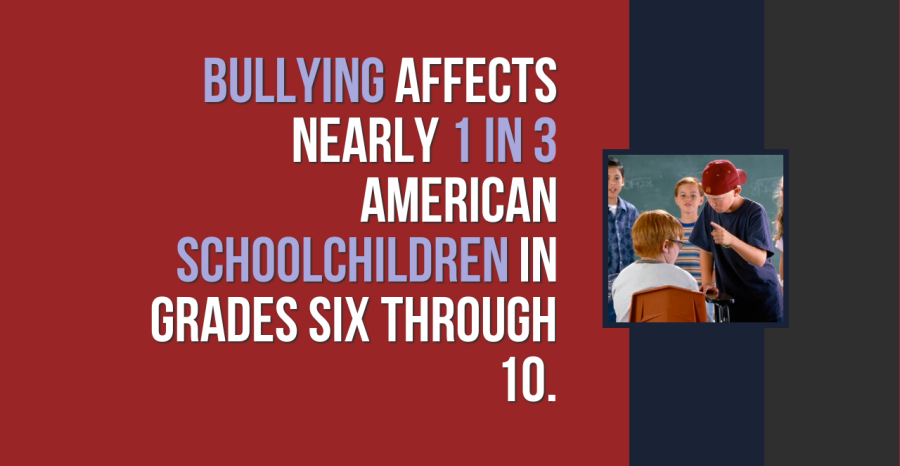 BULLYING AFFECTS
NEARLY 1 IN 3
AMERICAN
SCHOOLCHILDREN IN
GRADES SIX THROUGH
10.